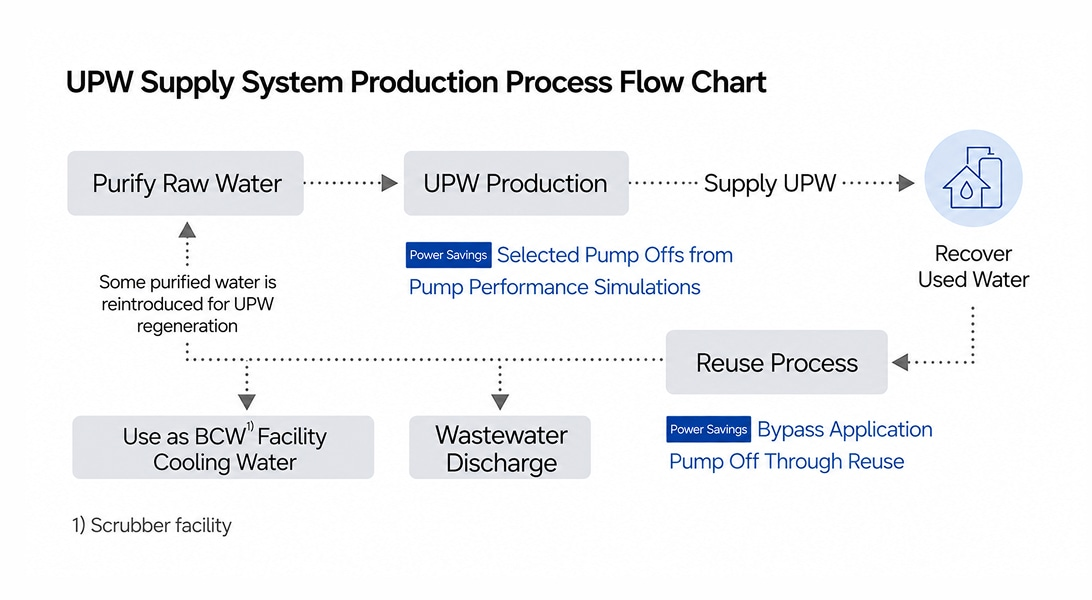 UPW Supply System Production Process Flow Chart
Purify Raw Water
UPW Production
Supply UPW
Recover
Used Water
Power Savings Selected Pump Offs from
Pump Performance Simulations
Some purified water is
reintroduced for UPW
regeneration
Reuse Process
Power Savings Bypass Application
Pump Off Through Reuse
Use as BCW1) Facility
Cooling Water
Wastewater
Discharge
1) Scrubber facility